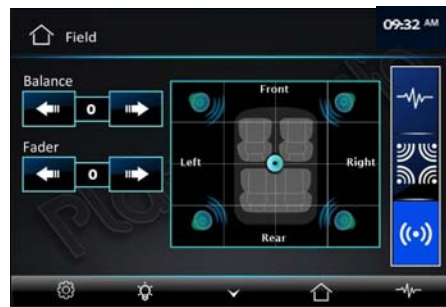 09:32 AM
Field
Balance
0
Fader
0
Front
Left
Right
Rear